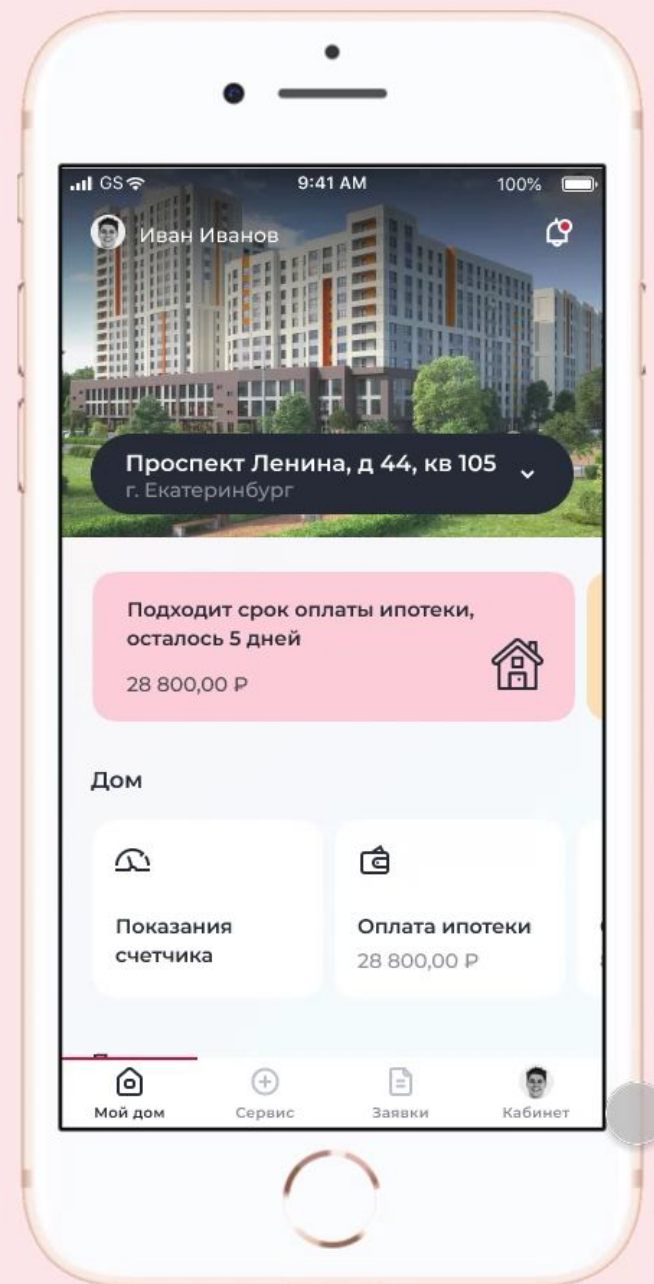 GS 9:41 AM 100%
Иван Иванов
Проспект Ленина, д 44, кв 105
г. Екатеринбург
Подходит срок оплаты ипотеки,
осталось 5 дней
28 800,00 ₽
Дом
Показания
счетчика
Оплата ипотеки
28 800,00 ₽
Мой дом
Сервис
Заявки
Кабинет